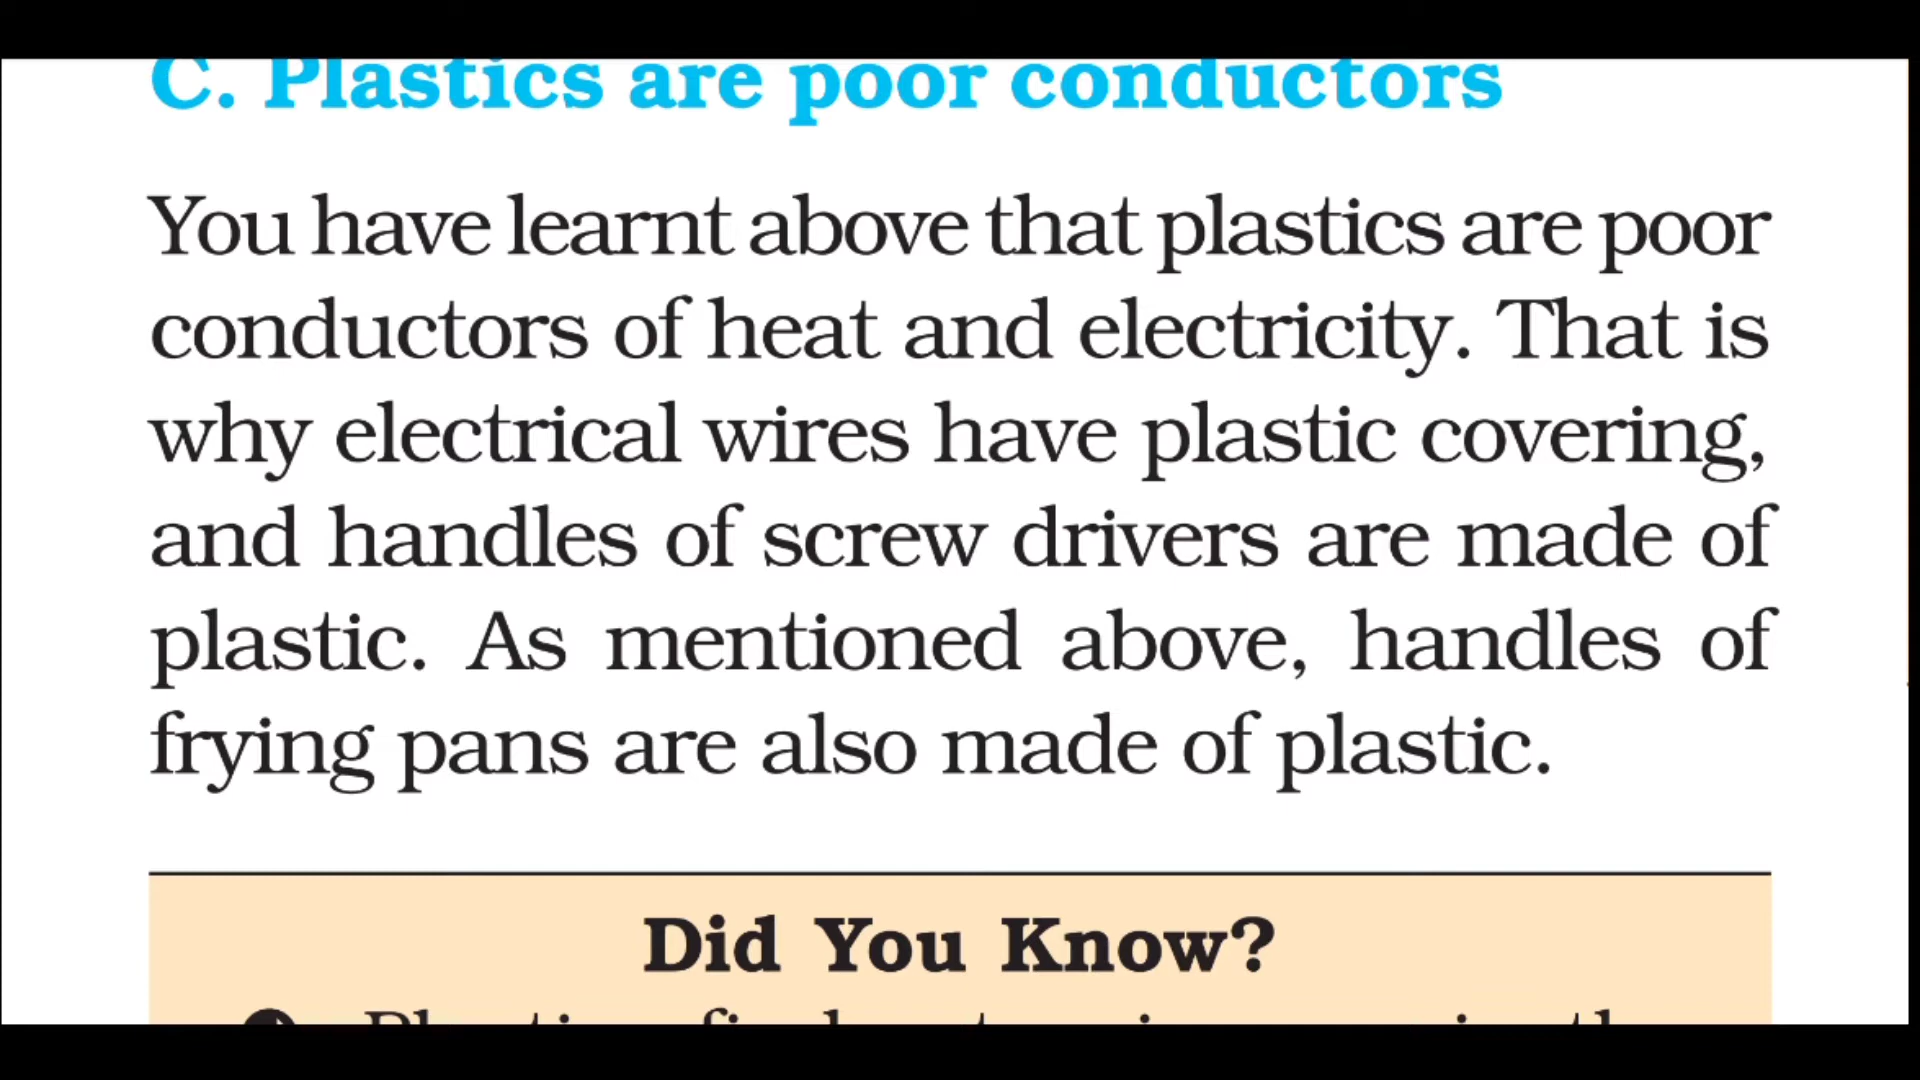 C. Plastics are poor conductors
You have learnt above that plastics are poor
conductors of heat and electricity. That is
why electrical wires have plastic covering,
and handles of screw drivers are made of
plastic. As mentioned above, handles of
frying pans are also made of plastic.
Did You Know?